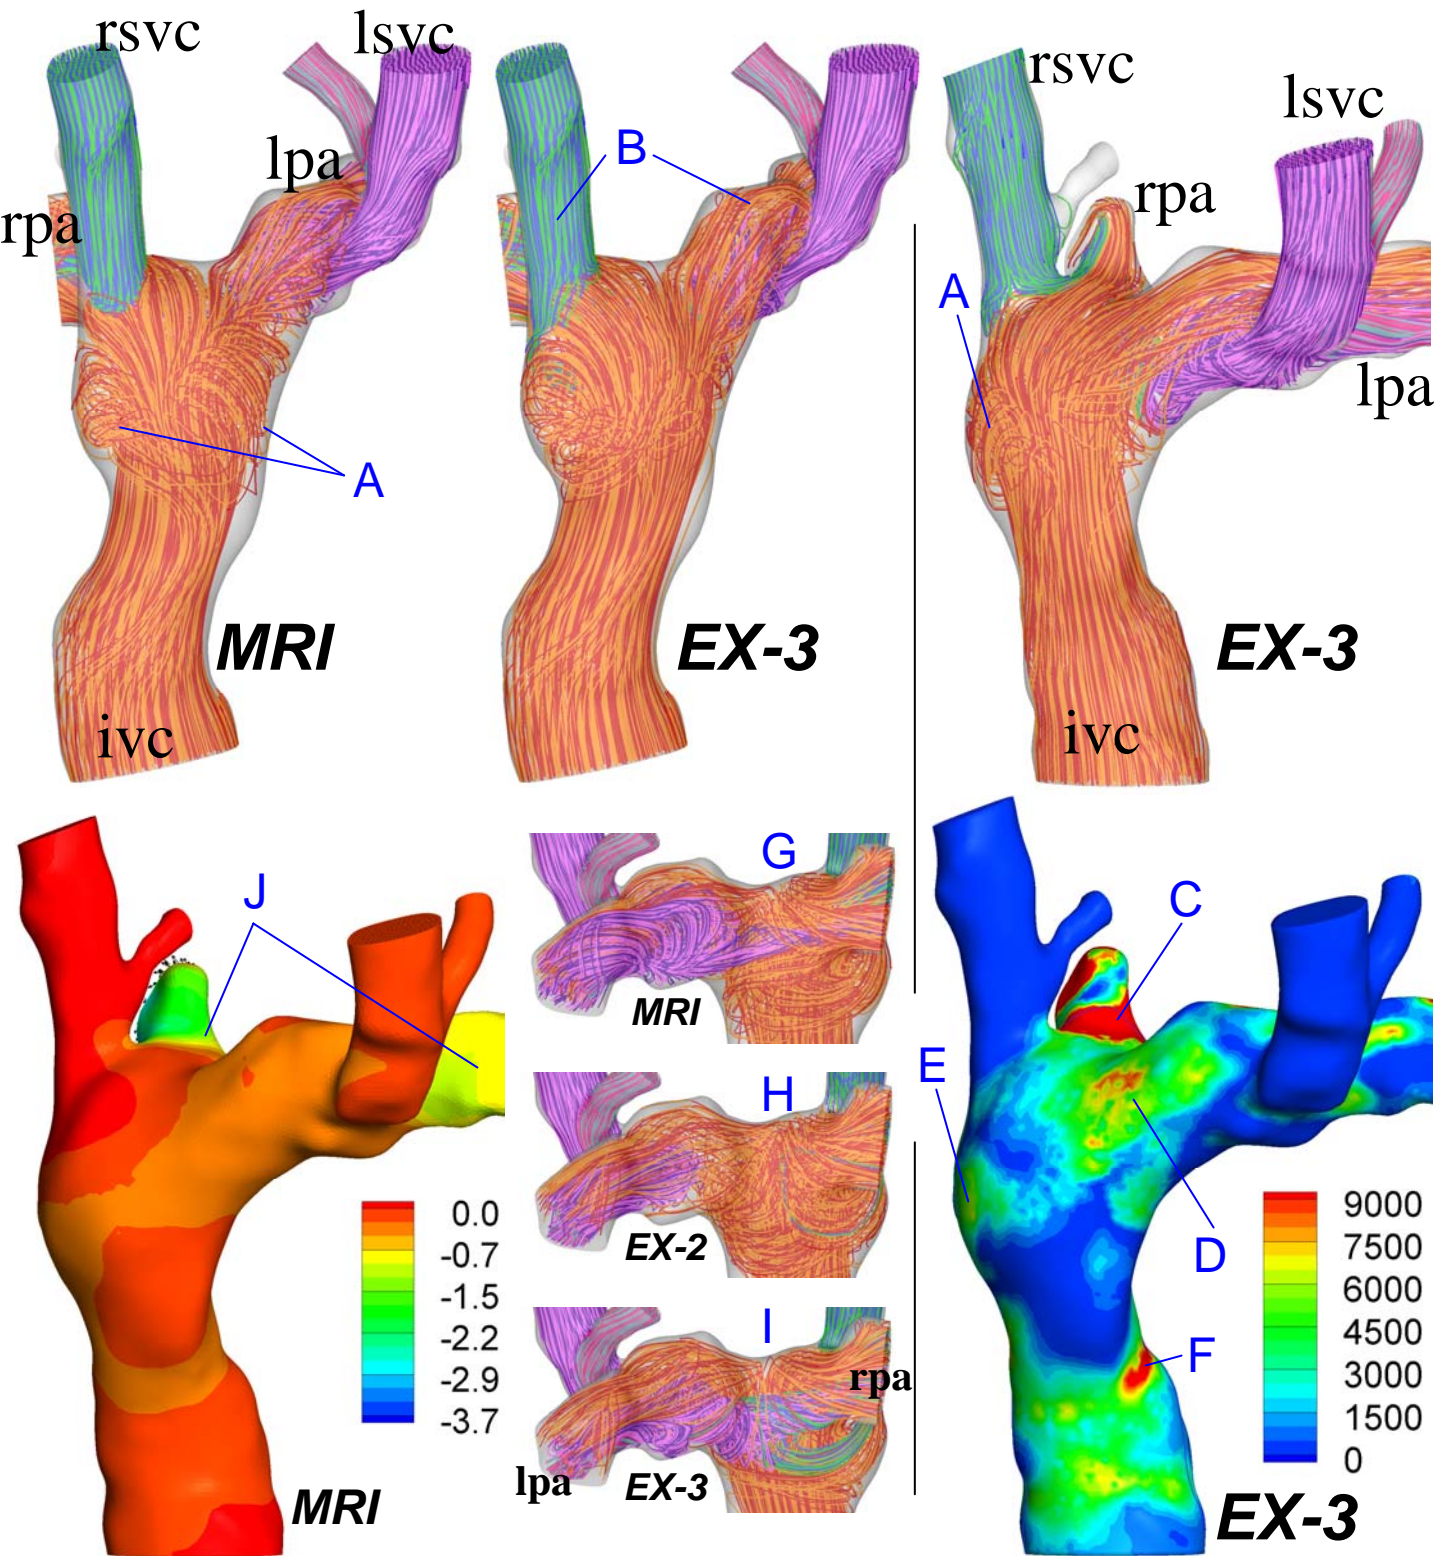 rsvc
lsvc
lpa
rpa
A
MRI
ivc
B
EX-3
rsvc
lsvc
rpa
A
lpa
EX-3
ivc
J
0.0
-0.7
-1.5
-2.2
-2.9
-3.7
MRI
G
MRI
H
EX-2
I
rpa
lpa
EX-3
C
E
D
F
9000
7500
6000
4500
3000
1500
0
EX-3